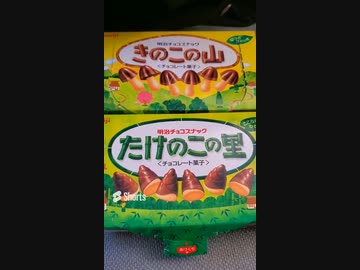 meiji
明治チョコスナック
きのこの山
〈チョコレート菓子〉
明治チョコスナック
たけのこの里
〈チョコレート菓子〉
Shorts